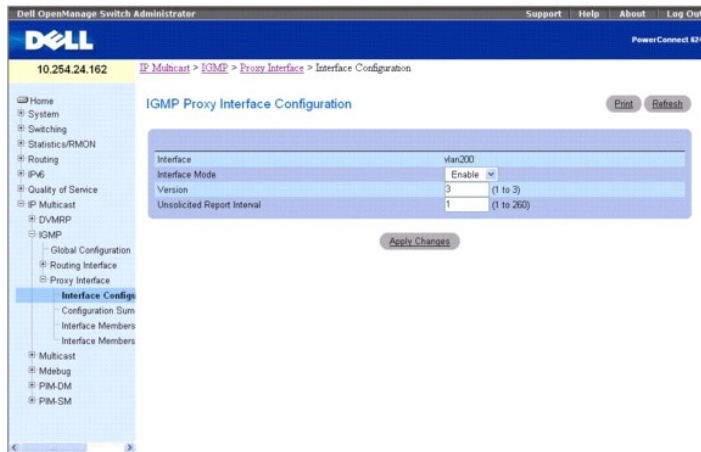 Dell OpenManage Switch Administrator
Support Help About Log Out
DELL
PowerConnect 624
10.254.24.162
IP Multicast > IGMP > Proxy Interface > Interface Configuration
Home
System
Switching
Statistics/RMON
Routing
IPv6
Quality of Service
IP Multicast
DVMRP
IGMP
Global Configuration
Routing Interface
Proxy Interface
Interface Configu
Configuration Sum
Interface Members
Interface Members
Multicast
Mdebug
PIM-DM
PIM-SM
IGMP Proxy Interface Configuration
Print Refresh
Interface vlan200
Interface Mode Enable
Version 3 (1 to 3)
Unsolicited Report Interval 1 (1 to 260)
Apply Changes